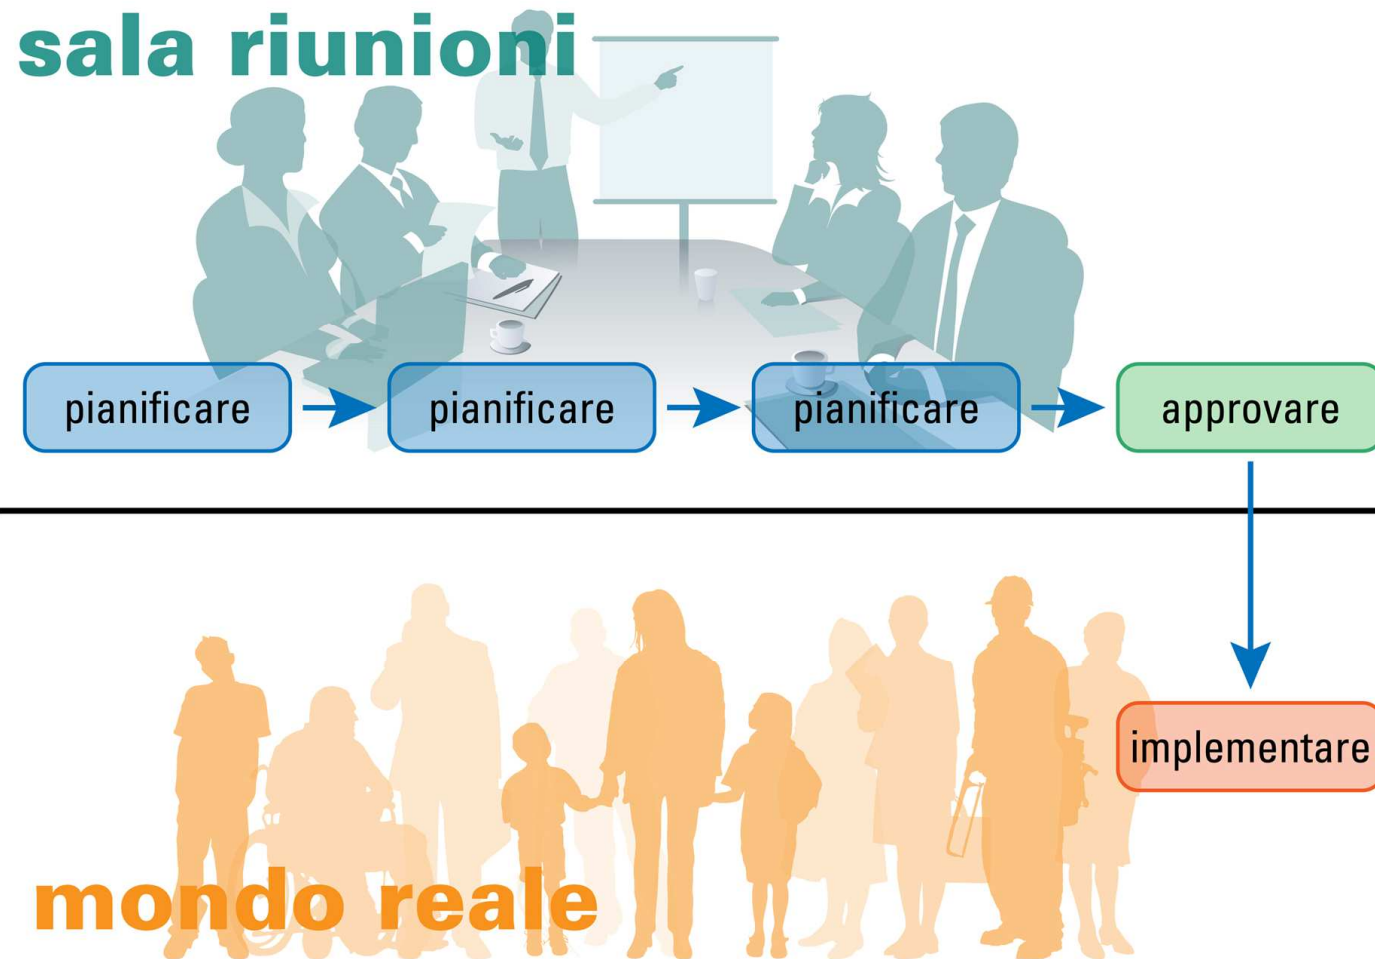 sala riunioni
pianificare
pianificare
pianificare
approvare
implementare
mondo reale